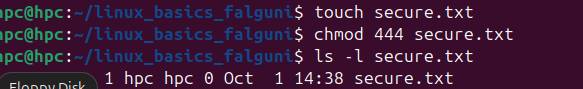 hpc@hpc:~/linux_basics_falguni$ touch secure.txt
hpc@hpc:~/linux_basics_falguni$ chmod 444 secure.txt
hpc@hpc:~/linux_basics_falguni$ ls -l secure.txt
1 hpc hpc 0 Oct  1 14:38 secure.txt
Floppy Disk